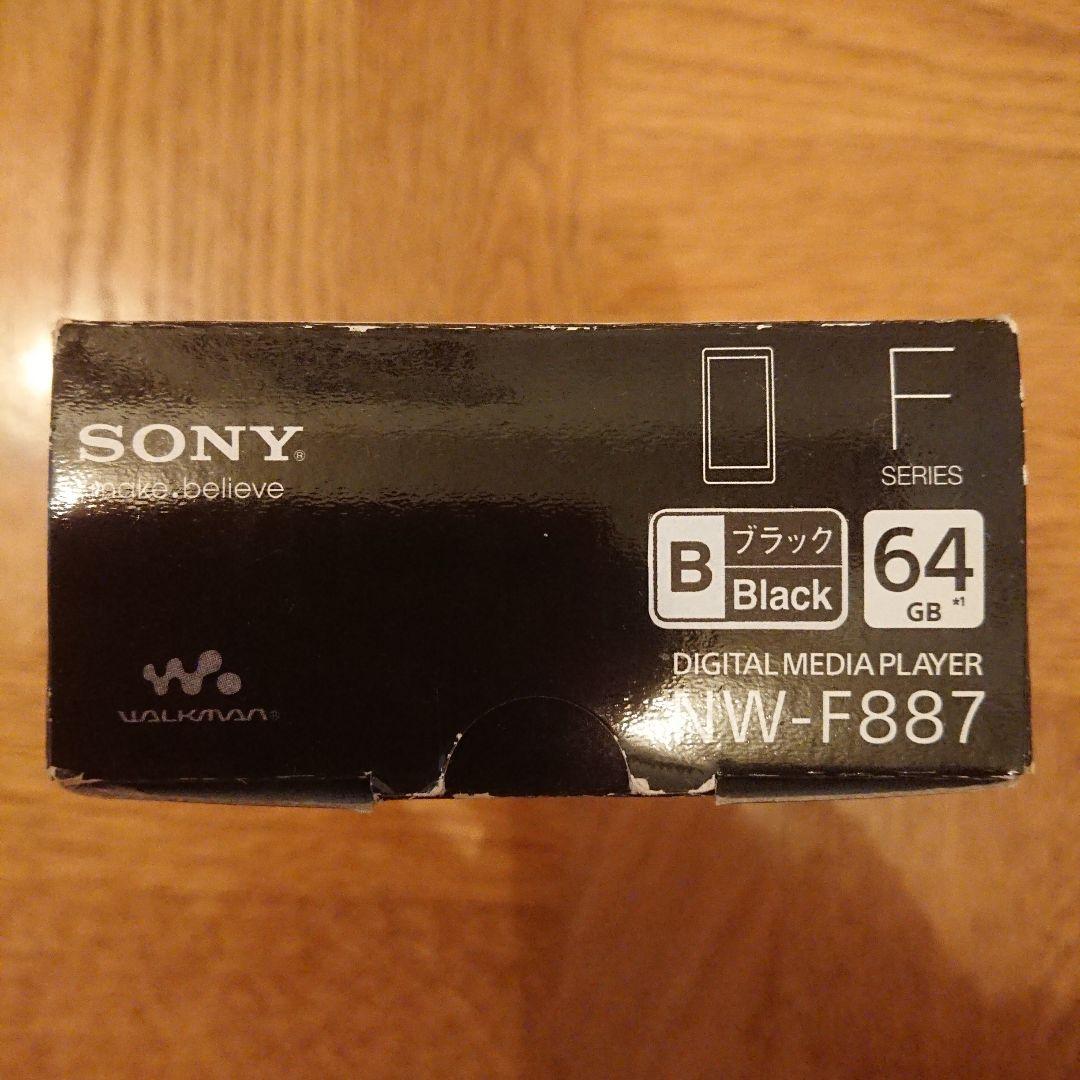 SONY®
make.believe
WALKMAN®
F
SERIES
B
ブラック
Black
64
GB *1
DIGITAL MEDIA PLAYER
NW-F887